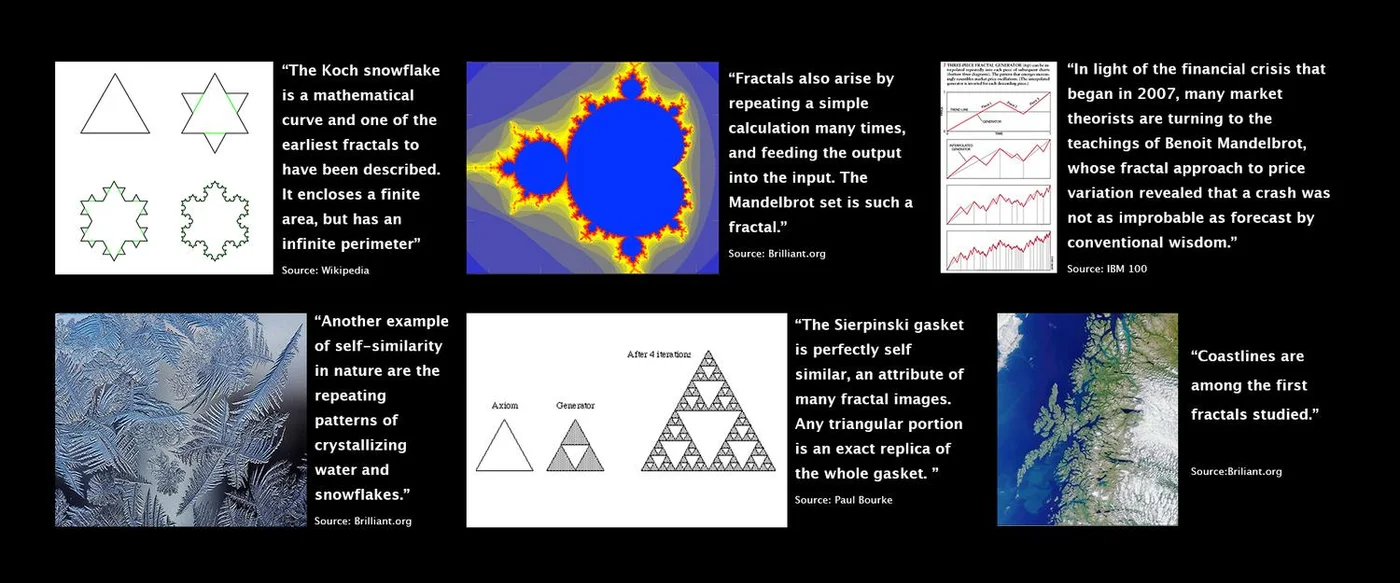 “The Koch snowflake
is a mathematical
curve and one of the
earliest fractals to
have been described.
It encloses a finite
area, but has an
infinite perimeter”
Source: Wikipedia
“Fractals also arise by
repeating a simple
calculation many times,
and feeding the output
into the input. The
Mandelbrot set is such a
fractal.”
Source: Brilliant.org
THREE-PIECE FRACTAL GENERATOR
TREND LINE
GENERATOR
TIME
INTERPOLATED
GENERATOR
“In light of the financial crisis that
began in 2007, many market
theorists are turning to the
teachings of Benoit Mandelbrot,
whose fractal approach to price
variation revealed that a crash was
not as improbable as forecast by
conventional wisdom.”
Source: IBM 100
“Another example
of self-similarity
in nature are the
repeating
patterns of
crystallizing
water and
snowflakes.”
Source: Brilliant.org
After 4 iterations
Axiom
Generator
“The Sierpinski gasket
is perfectly self
similar, an attribute of
many fractal images.
Any triangular portion
is an exact replica of
the whole gasket. ”
Source: Paul Bourke
“Coastlines are
among the first
fractals studied.”
Source:Briliant.org